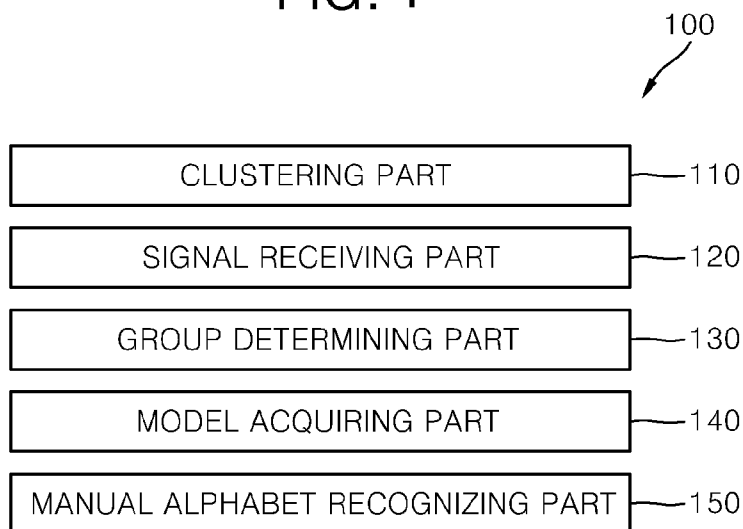 100
CLUSTERING PART 110
SIGNAL RECEIVING PART 120
GROUP DETERMINING PART 130
MODEL ACQUIRING PART 140
MANUAL ALPHABET RECOGNIZING PART 150